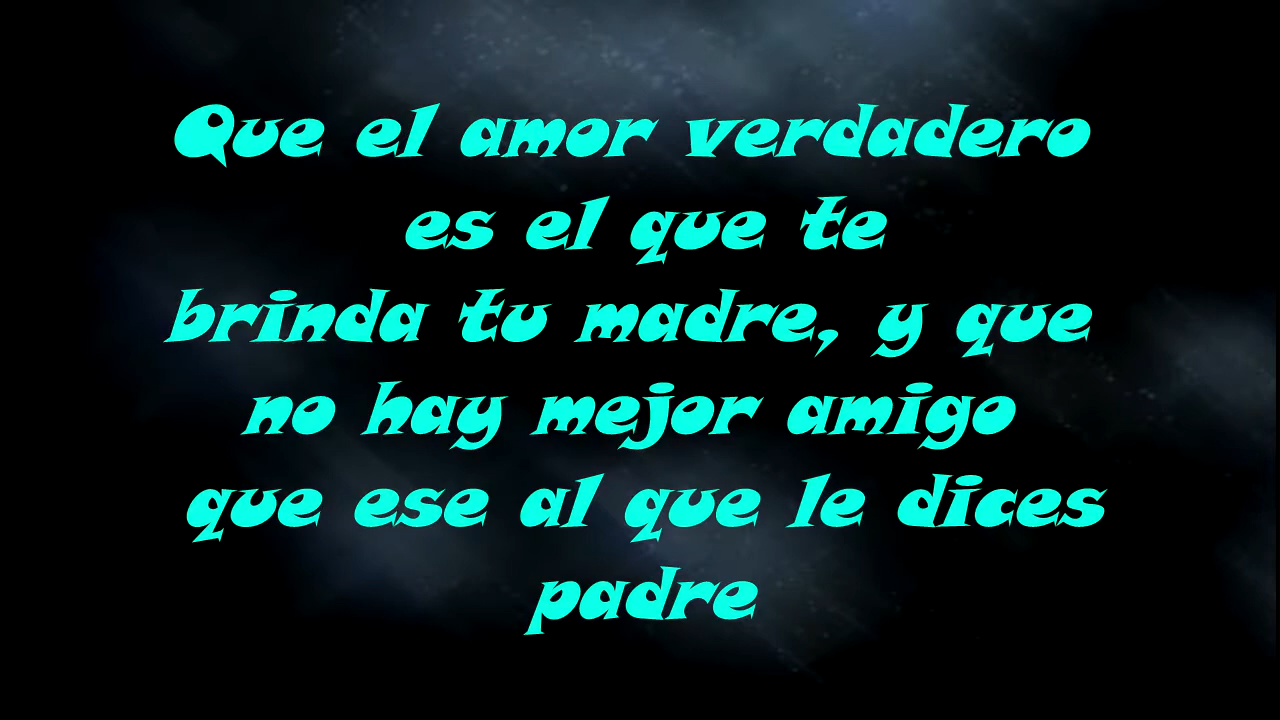 Que el amor verdadero
es el que te
brinda tu madre, y que
no hay mejor amigo
que ese al que le dices
padre